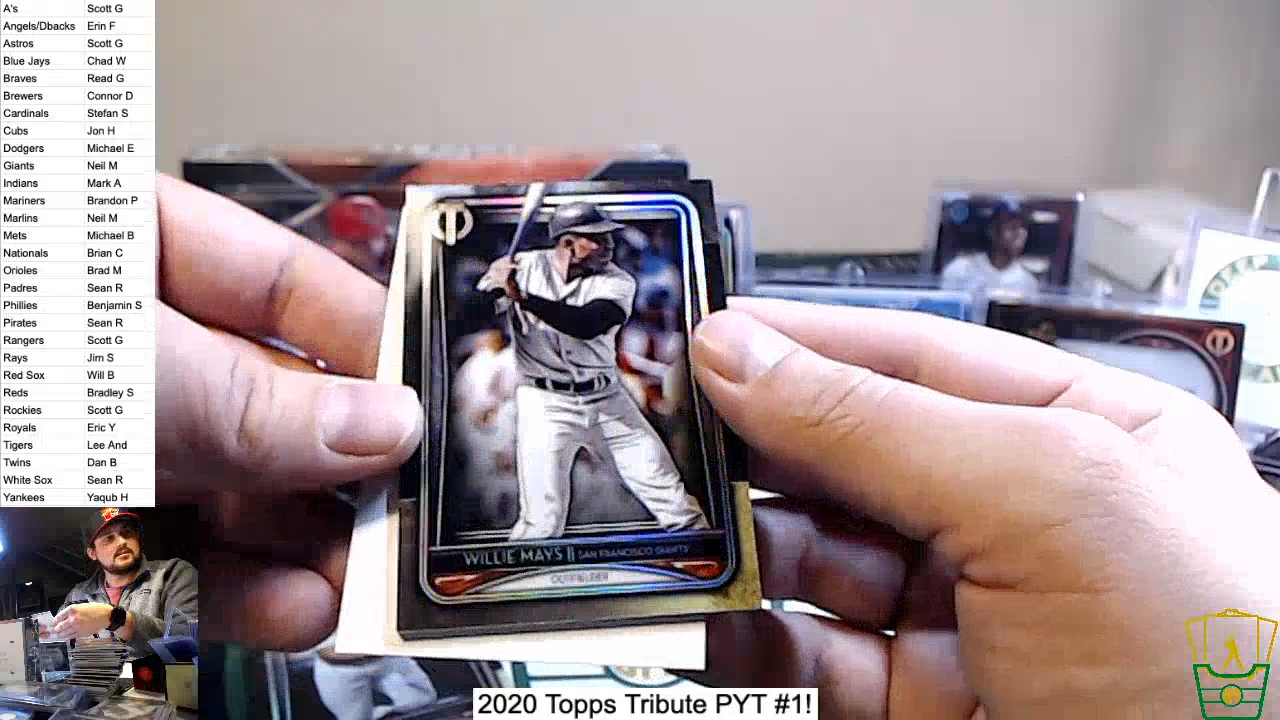 A's Scott G
Angels/Dbacks Erin F
Astros Scott G
Blue Jays Chad W
Braves Read G
Brewers Connor D
Cardinals Stefan S
Cubs Jon H
Dodgers Michael E
Giants Neil M
Indians Mark A
Mariners Brandon P
Marlins Neil M
Mets Michael B
Nationals Brian C
Orioles Brad M
Padres Sean R
Phillies Benjamin S
Pirates Sean R
Rangers Scott G
Rays Jim S
Red Sox Will B
Reds Bradley S
Rockies Scott G
Royals Eric Y
Tigers Lee And
Twins Dan B
White Sox Sean R
Yankees Yaqub H
WILLIE MAYS || SAN FRANCISCO GIANTS
OUTFIELDER
2020 Topps Tribute PYT #1!